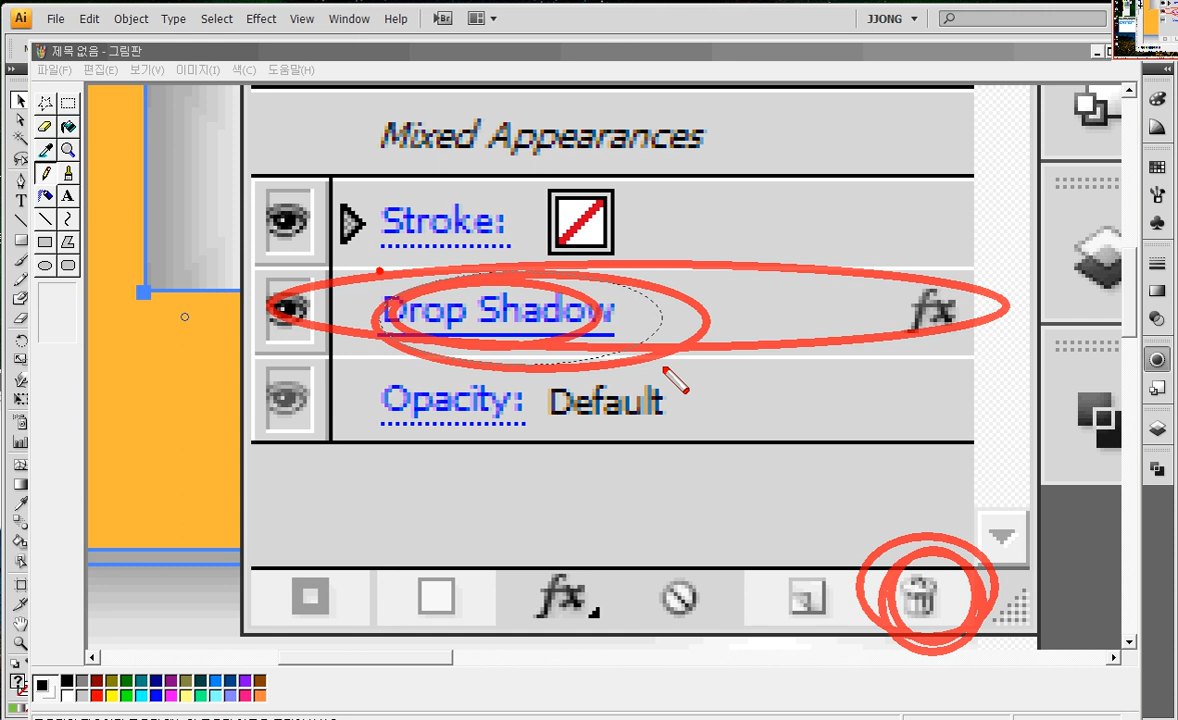 Ai File Edit Object Type Select Effect View Window Help Br JJONG
제목 없음 - 그림판
파일(F) 편집(E) 보기(V) 이미지(I) 색(C) 도움말(H)
Mixed Appearances
Stroke:
Drop Shadow fx
Opacity: Default
fx